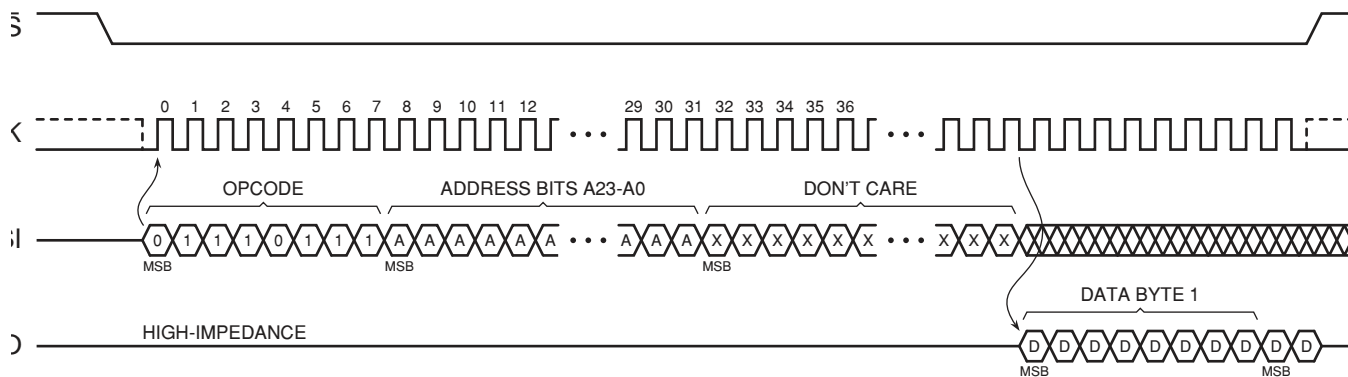 S
0 1 2 3 4 5 6 7 8 9 10 11 12 29 30 31 32 33 34 35 36
K
OPCODE ADDRESS BITS A23-A0 DON'T CARE
SI 0 1 1 1 0 1 1 1 A A A A A A A A A X X X X X X X X X
MSB MSB MSB
DATA BYTE 1
HIGH-IMPEDANCE
O D D D D D D D D D D
MSB MSB